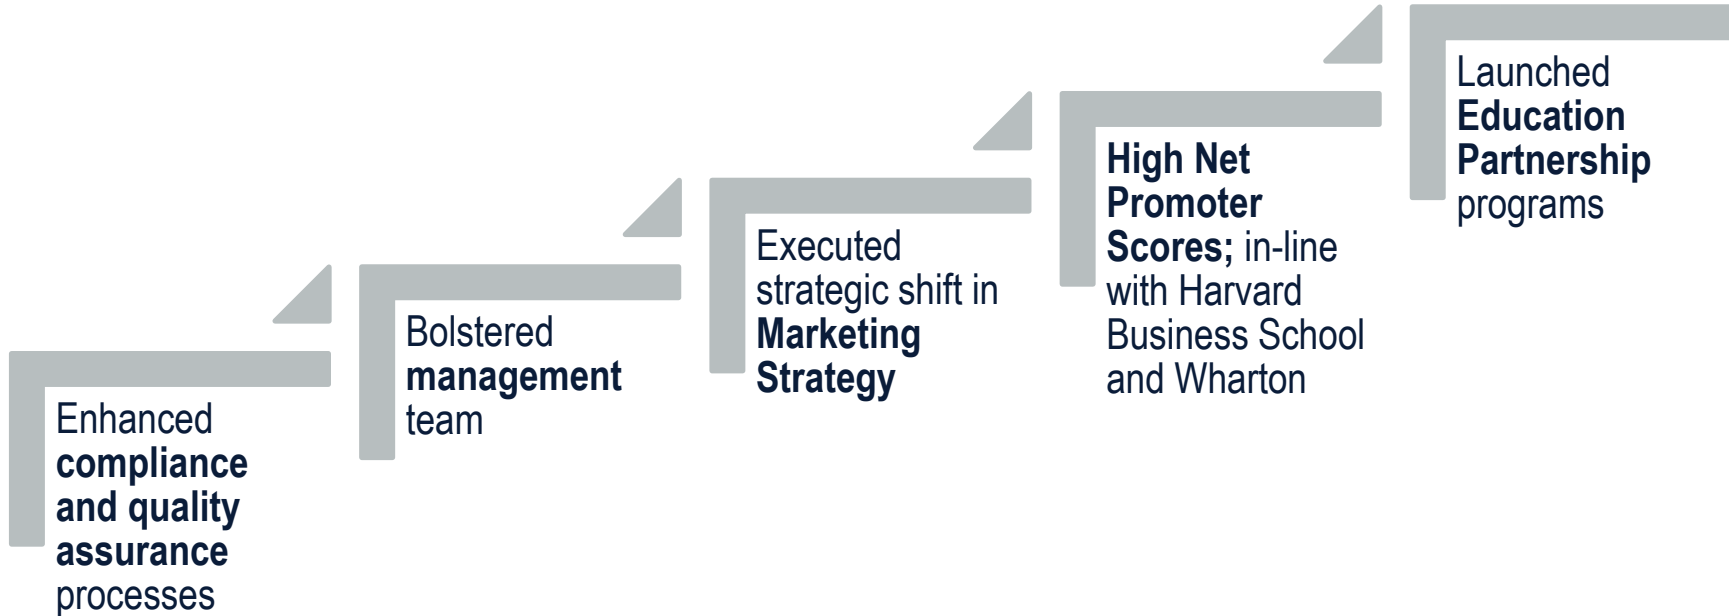 Enhanced
compliance
and quality
assurance
processes
Bolstered
management
team
Executed
strategic shift in
Marketing
Strategy
High Net
Promoter
Scores; in-line
with Harvard
Business School
and Wharton
Launched
Education
Partnership
programs